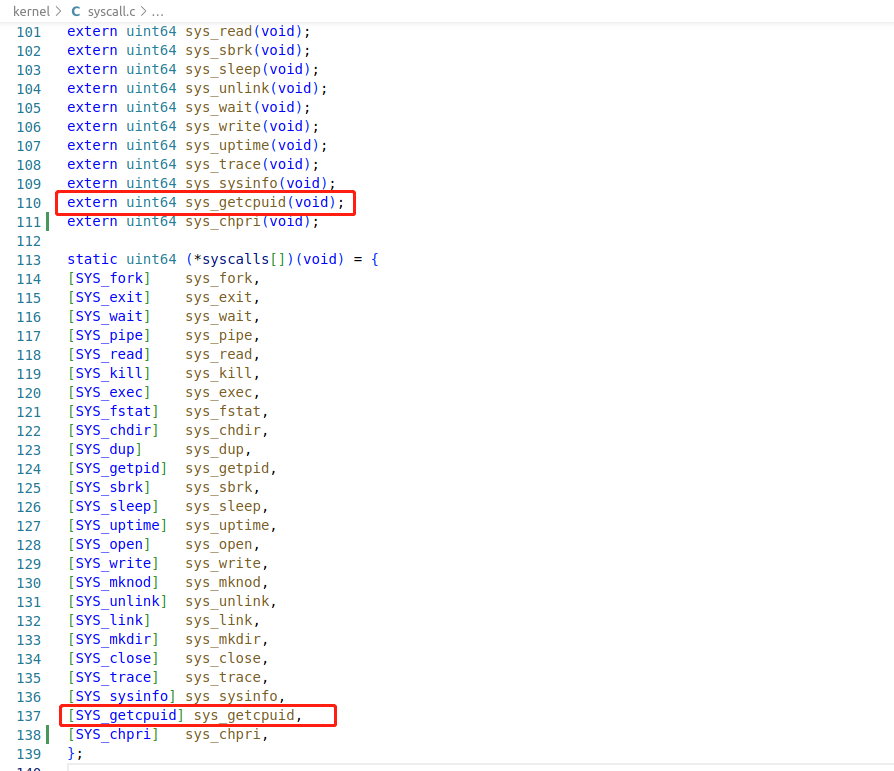 kernel > C syscall.c > ...
101 extern uint64 sys_read(void);
102 extern uint64 sys_sbrk(void);
103 extern uint64 sys_sleep(void);
104 extern uint64 sys_unlink(void);
105 extern uint64 sys_wait(void);
106 extern uint64 sys_write(void);
107 extern uint64 sys_uptime(void);
108 extern uint64 sys_trace(void);
109 extern uint64 sys_sysinfo(void);
110 extern uint64 sys_getcpuid(void);
111 extern uint64 sys_chpri(void);
112
113 static uint64 (*syscalls[])(void) = {
114 [SYS_fork]    sys_fork,
115 [SYS_exit]    sys_exit,
116 [SYS_wait]    sys_wait,
117 [SYS_pipe]    sys_pipe,
118 [SYS_read]    sys_read,
119 [SYS_kill]    sys_kill,
120 [SYS_exec]    sys_exec,
121 [SYS_fstat]   sys_fstat,
122 [SYS_chdir]   sys_chdir,
123 [SYS_dup]     sys_dup,
124 [SYS_getpid]  sys_getpid,
125 [SYS_sbrk]    sys_sbrk,
126 [SYS_sleep]   sys_sleep,
127 [SYS_uptime]  sys_uptime,
128 [SYS_open]    sys_open,
129 [SYS_write]   sys_write,
130 [SYS_mknod]   sys_mknod,
131 [SYS_unlink]  sys_unlink,
132 [SYS_link]    sys_link,
133 [SYS_mkdir]   sys_mkdir,
134 [SYS_close]   sys_close,
135 [SYS_trace]   sys_trace,
136 [SYS_sysinfo] sys_sysinfo,
137 [SYS_getcpuid] sys_getcpuid,
138 [SYS_chpri]   sys_chpri,
139 };
140